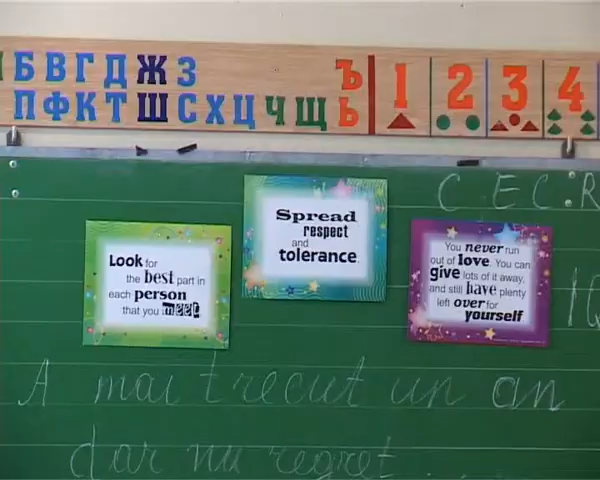 Б В Г Д Ж З
П Ф К Т Ш С Х Ц Ч Щ
Ъ
Ь
1 2 3 4
C E C. R
Look for
the best part in
each person
that you meet
Spread
respect
and
tolerance.
You never run
out of love. You can
give lots of it away,
and still have plenty
left over for
yourself
A mai trecut un an
dar nu regret . . .